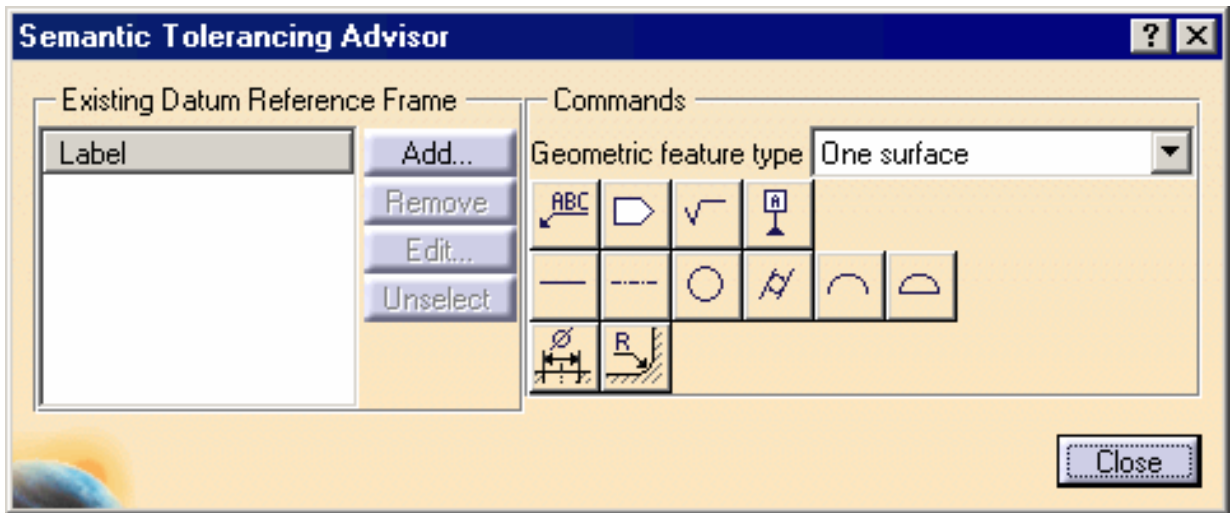 Semantic Tolerancing Advisor
Existing Datum Reference Frame
Label
Add...
Remove
Edit...
Unselect
Commands
Geometric feature type One surface
ABC
A
Ø
R
Close